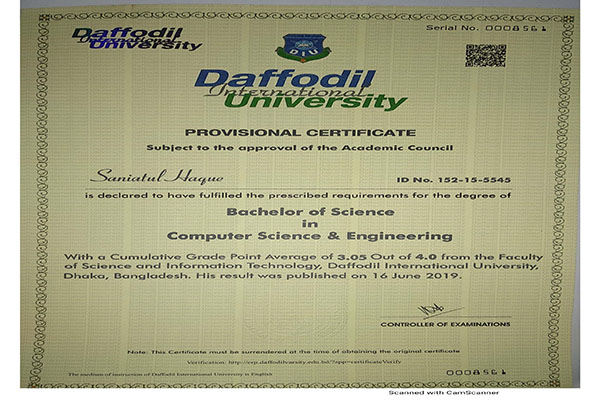 Daffodil
International
University
Serial No. 0008561
DIU
Daffodil
International
University
PROVISIONAL CERTIFICATE
Subject to the approval of the Academic Council
Saniatul Haque
ID No. 152-15-5545
is declared to have fulfilled the prescribed requirements for the degree of
Bachelor of Science
in
Computer Science & Engineering
With a Cumulative Grade Point Average of 3.05 Out of 4.0 from the Faculty
of Science and Information Technology, Daffodil International University,
Dhaka, Bangladesh. His result was published on 16 June 2019.
CONTROLLER OF EXAMINATIONS
Note: This Certificate must be surrendered at the time of obtaining the original certificate
Verification: http://erp.daffodilvarsity.edu.bd/?app=certificateVerify
The medium of instruction of Daffodil International University is English
0008561
Scanned with CamScanner